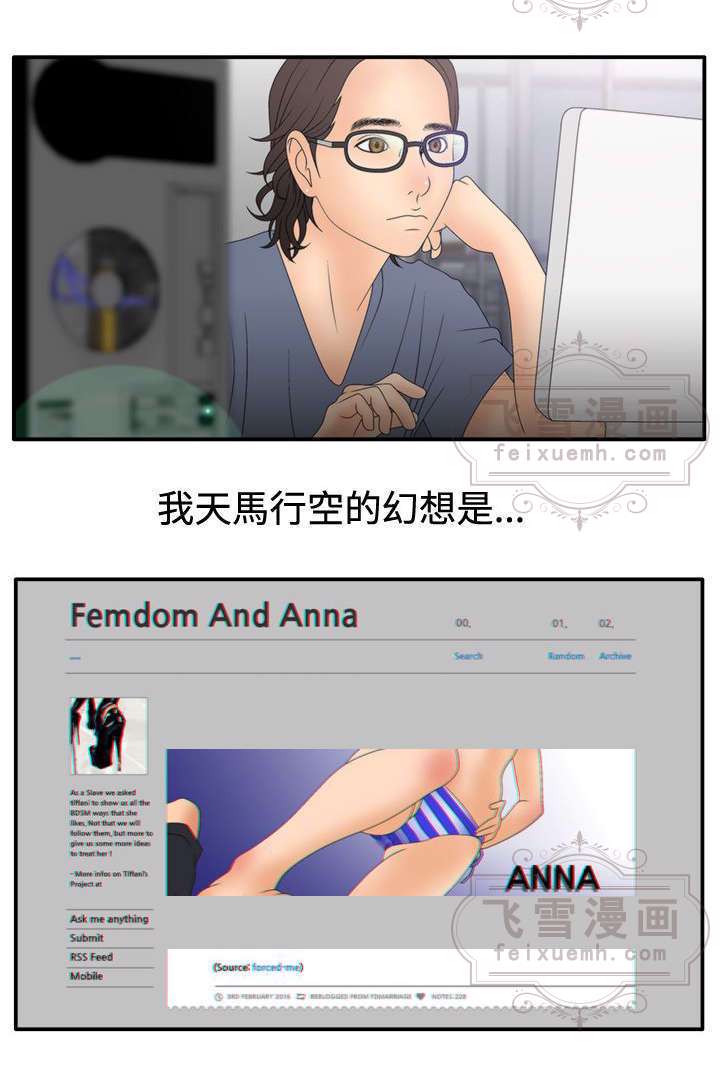 飞雪漫画
feixuemh.com
我天馬行空的幻想是...
Femdom And Anna
00. 01. 02.
Search Random Archive
As a Slave we asked
tiffani to show us all the
BDSM ways that she
likes, Not that we will
follow them, but more to
give us some more ideas
to treat her !
~More infos on Tiffani's
Project at
ANNA
飞雪漫画
feixuemh.com
Ask me anything
Submit
RSS Feed
Mobile
(Source: forced-me)
3RD FEBRUARY 2016 REBLOGGED FROM FDMARRIAGE NOTES 228